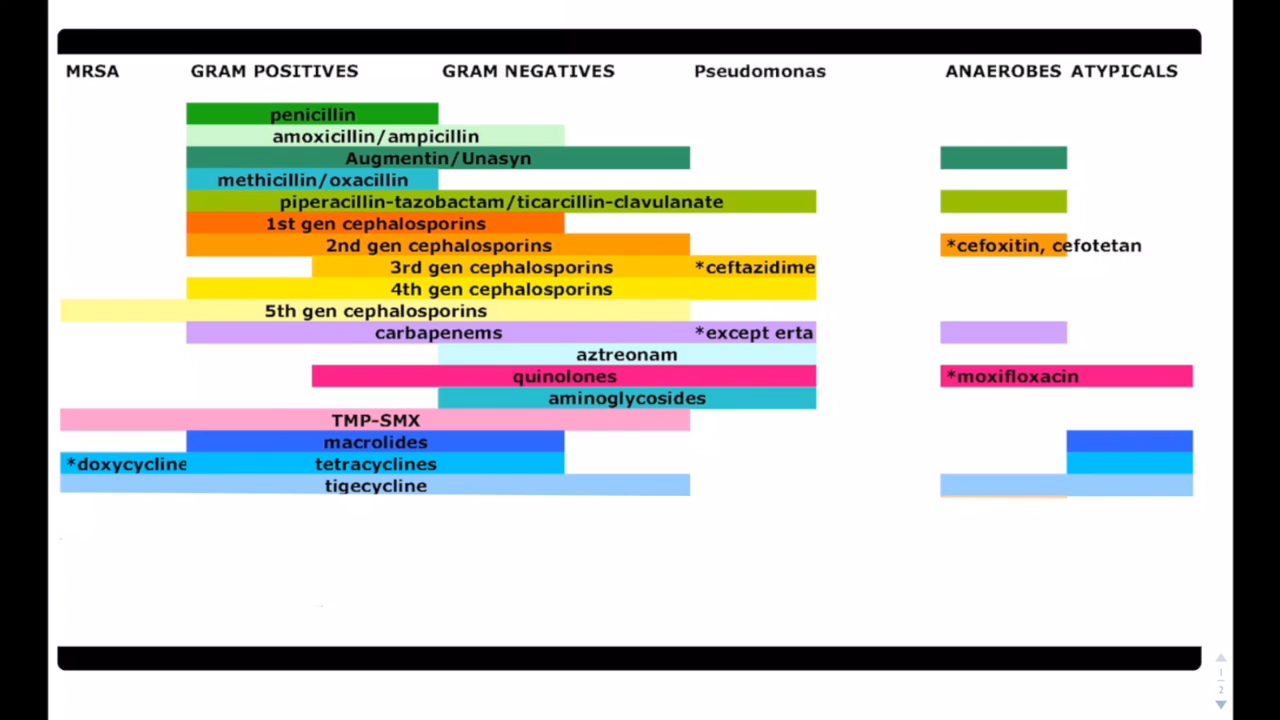 MRSA GRAM POSITIVES GRAM NEGATIVES Pseudomonas ANAEROBES ATYPICALS
penicillin
amoxicillin/ampicillin
Augmentin/Unasyn
methicillin/oxacillin
piperacillin-tazobactam/ticarcillin-clavulanate
1st gen cephalosporins
2nd gen cephalosporins *cefoxitin, cefotetan
3rd gen cephalosporins *ceftazidime
4th gen cephalosporins
5th gen cephalosporins
carbapenems *except erta
aztreonam
quinolones *moxifloxacin
aminoglycosides
TMP-SMX
macrolides
*doxycycline tetracyclines
tigecycline
1
2